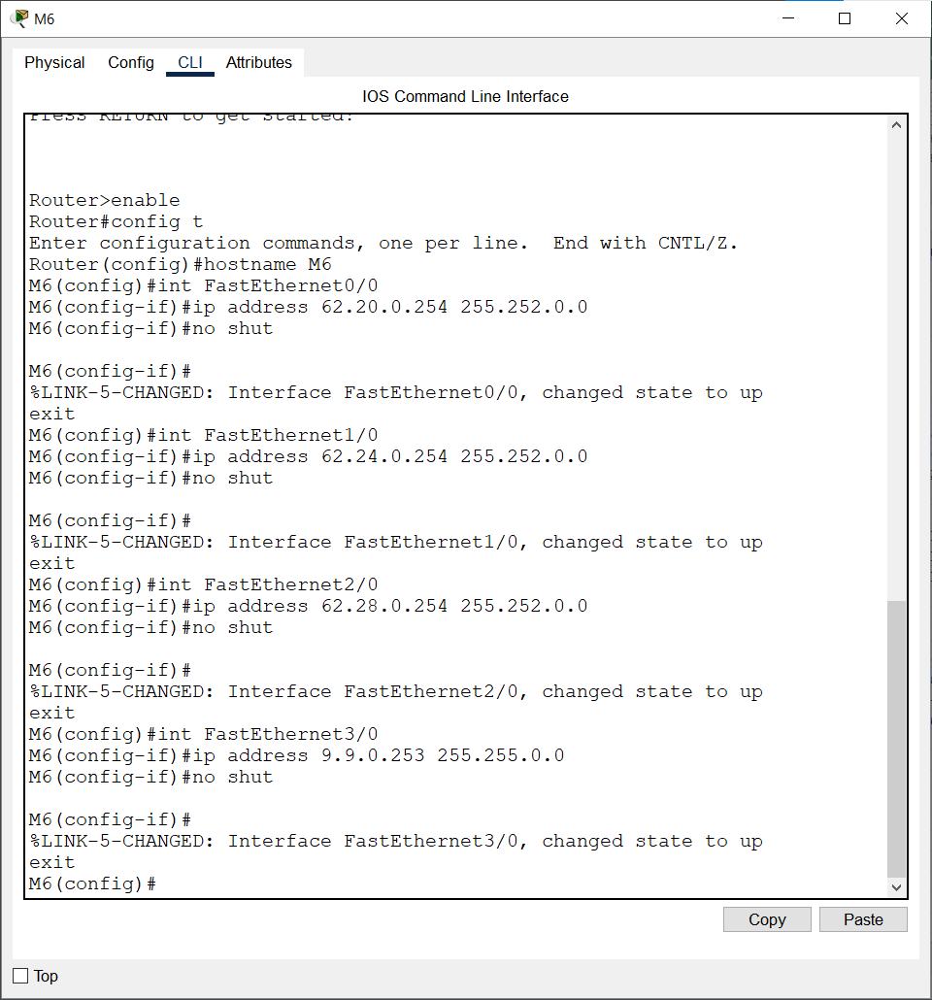 M6
Physical Config CLI Attributes
IOS Command Line Interface
Press RETURN to get started!
Router>enable
Router#config t
Enter configuration commands, one per line.  End with CNTL/Z.
Router(config)#hostname M6
M6(config)#int FastEthernet0/0
M6(config-if)#ip address 62.20.0.254 255.252.0.0
M6(config-if)#no shut
M6(config-if)#
%LINK-5-CHANGED: Interface FastEthernet0/0, changed state to up
exit
M6(config)#int FastEthernet1/0
M6(config-if)#ip address 62.24.0.254 255.252.0.0
M6(config-if)#no shut
M6(config-if)#
%LINK-5-CHANGED: Interface FastEthernet1/0, changed state to up
exit
M6(config)#int FastEthernet2/0
M6(config-if)#ip address 62.28.0.254 255.252.0.0
M6(config-if)#no shut
M6(config-if)#
%LINK-5-CHANGED: Interface FastEthernet2/0, changed state to up
exit
M6(config)#int FastEthernet3/0
M6(config-if)#ip address 9.9.0.253 255.255.0.0
M6(config-if)#no shut
M6(config-if)#
%LINK-5-CHANGED: Interface FastEthernet3/0, changed state to up
exit
M6(config)#
Copy Paste
Top